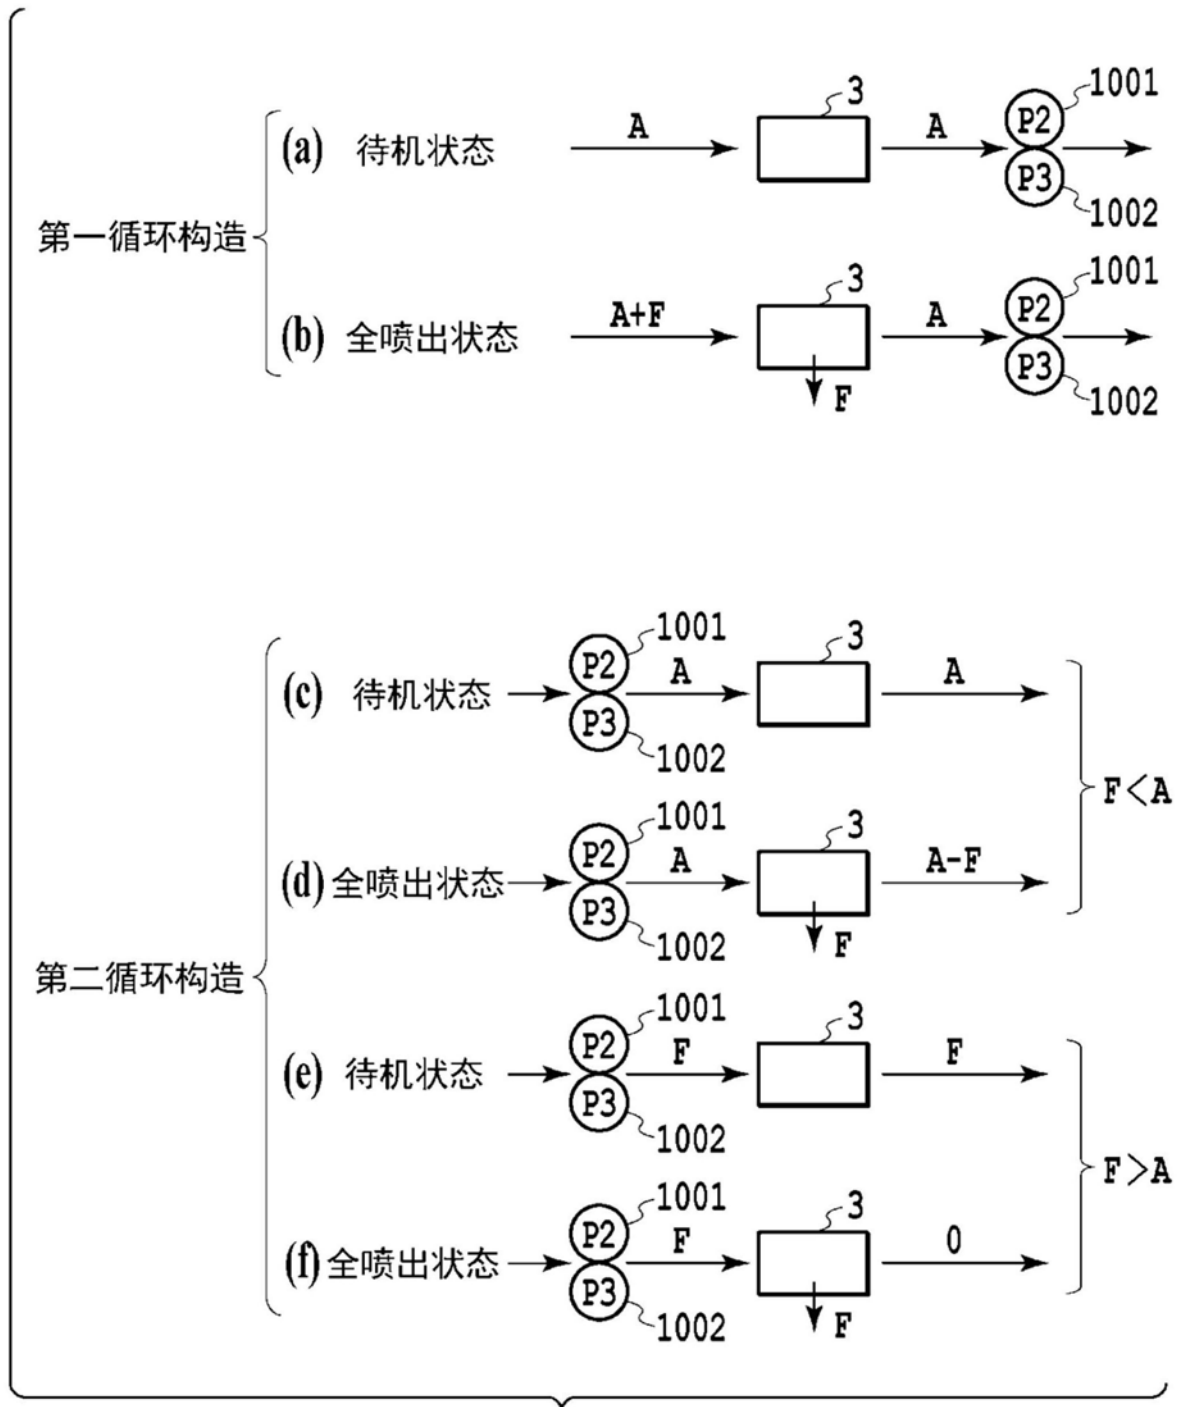 第一循环构造
(a) 待机状态 A 3 A P2 1001
P3 1002
(b) 全喷出状态 A+F 3 A P2 1001
P3 1002
F
第二循环构造
(c) 待机状态 P2 1001 A 3 A
P3 1002
(d) 全喷出状态 P2 1001 A 3 A-F
P3 1002
F
F<A
(e) 待机状态 P2 1001 F 3 F
P3 1002
(f) 全喷出状态 P2 1001 F 3 0
P3 1002
F
F>A